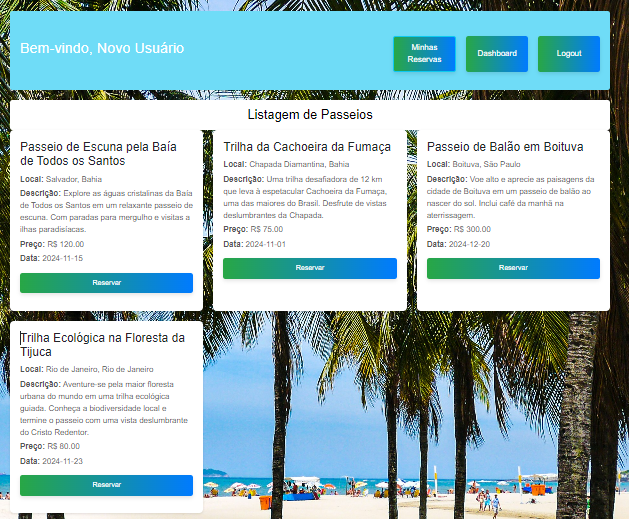 Bem-vindo, Novo Usuário
Minhas
Reservas
Dashboard
Logout
Listagem de Passeios
Passeio de Escuna pela Baía
de Todos os Santos
Local: Salvador, Bahia
Descrição: Explore as águas cristalinas da Baía
de Todos os Santos em um relaxante passeio de
escuna. Com paradas para mergulho e visitas a
ilhas paradisíacas.
Preço: R$ 120.00
Data: 2024-11-15
Reservar
Trilha da Cachoeira da Fumaça
Local: Chapada Diamantina, Bahia
Descrição: Uma trilha desafiadora de 12 km
que leva à espetacular Cachoeira da Fumaça,
uma das maiores do Brasil. Desfrute de vistas
deslumbrantes da Chapada.
Preço: R$ 75.00
Data: 2024-11-01
Reservar
Passeio de Balão em Boituva
Local: Boituva, São Paulo
Descrição: Voe alto e aprecie as paisagens da
cidade de Boituva em um passeio de balão ao
nascer do sol. Inclui café da manhã na
aterrissagem.
Preço: R$ 300.00
Data: 2024-12-20
Reservar
Trilha Ecológica na Floresta da
Tijuca
Local: Rio de Janeiro, Rio de Janeiro
Descrição: Aventure-se pela maior floresta
urbana do mundo em uma trilha ecológica
guiada. Conheça a biodiversidade local e
termine o passeio com uma vista deslumbrante
do Cristo Redentor.
Preço: R$ 80.00
Data: 2024-11-23
Reservar